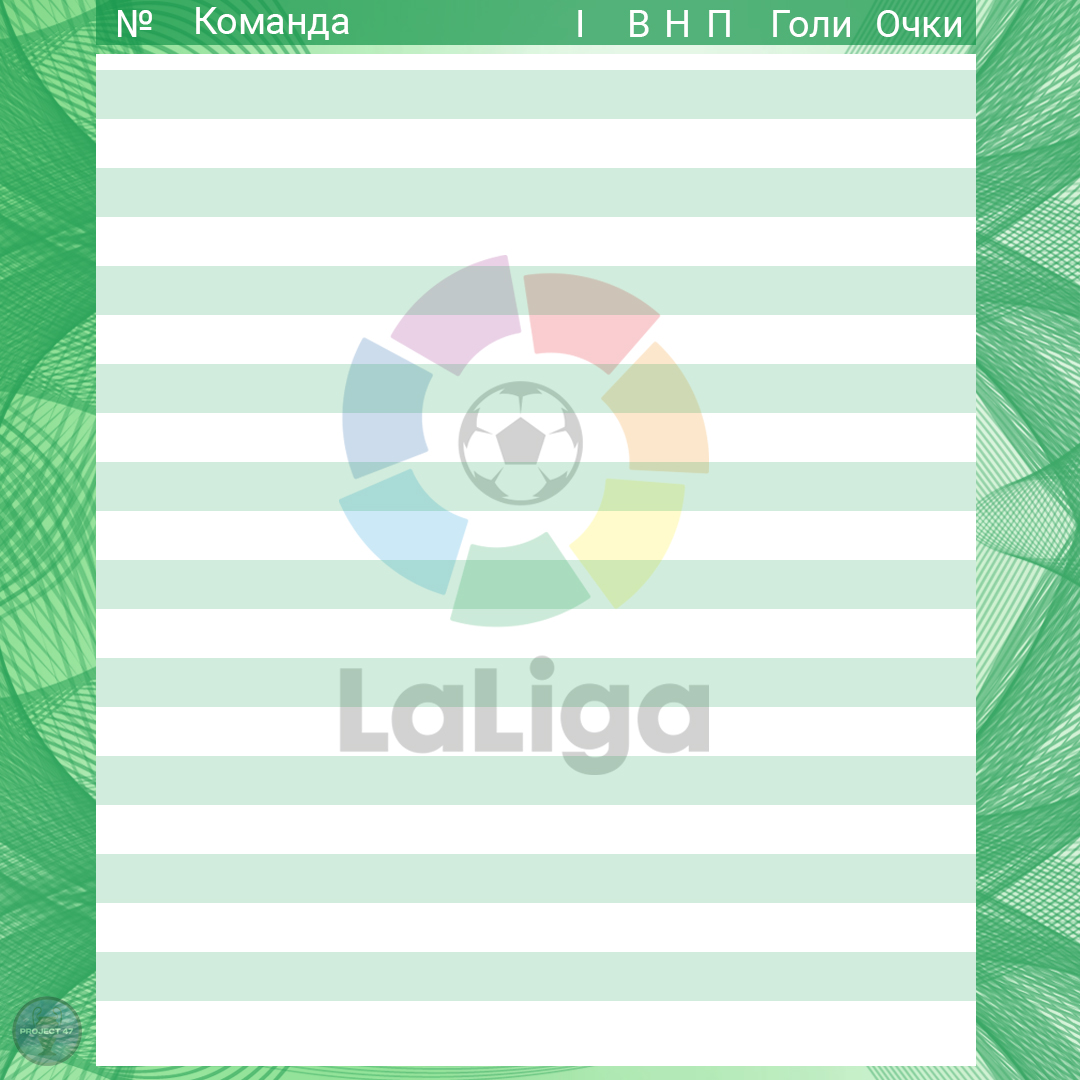 № Команда І В Н П Голи Очки
LaLiga
PROJECT 47